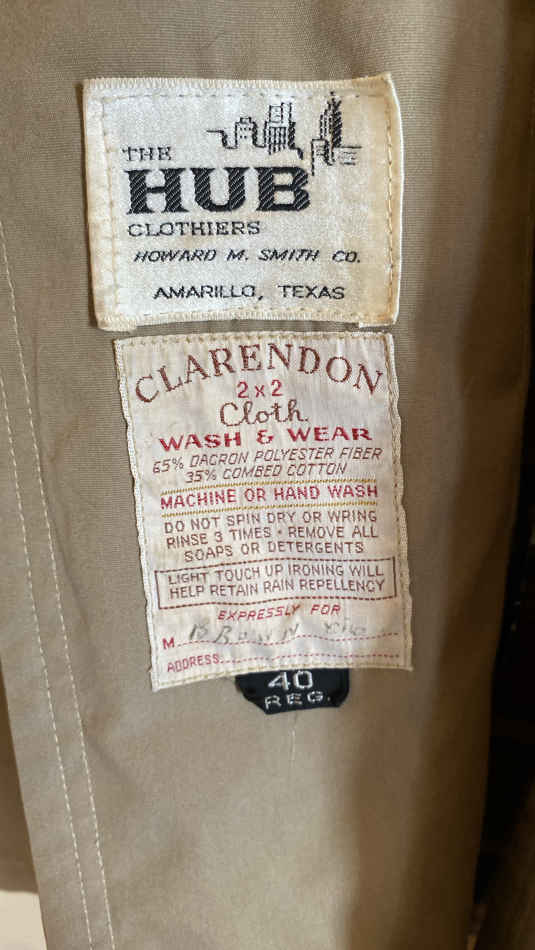 THE
HUB
CLOTHIERS
HOWARD M. SMITH CO.
AMARILLO, TEXAS
CLARENDON
2x2
Cloth
WASH & WEAR
65% DACRON POLYESTER FIBER
35% COMBED COTTON
MACHINE OR HAND WASH
DO NOT SPIN DRY OR WRING
RINSE 3 TIMES · REMOVE ALL
SOAPS OR DETERGENTS
LIGHT TOUCH UP IRONING WILL
HELP RETAIN RAIN REPELLENCY
EXPRESSLY FOR
M
ADDRESS
40
REG.